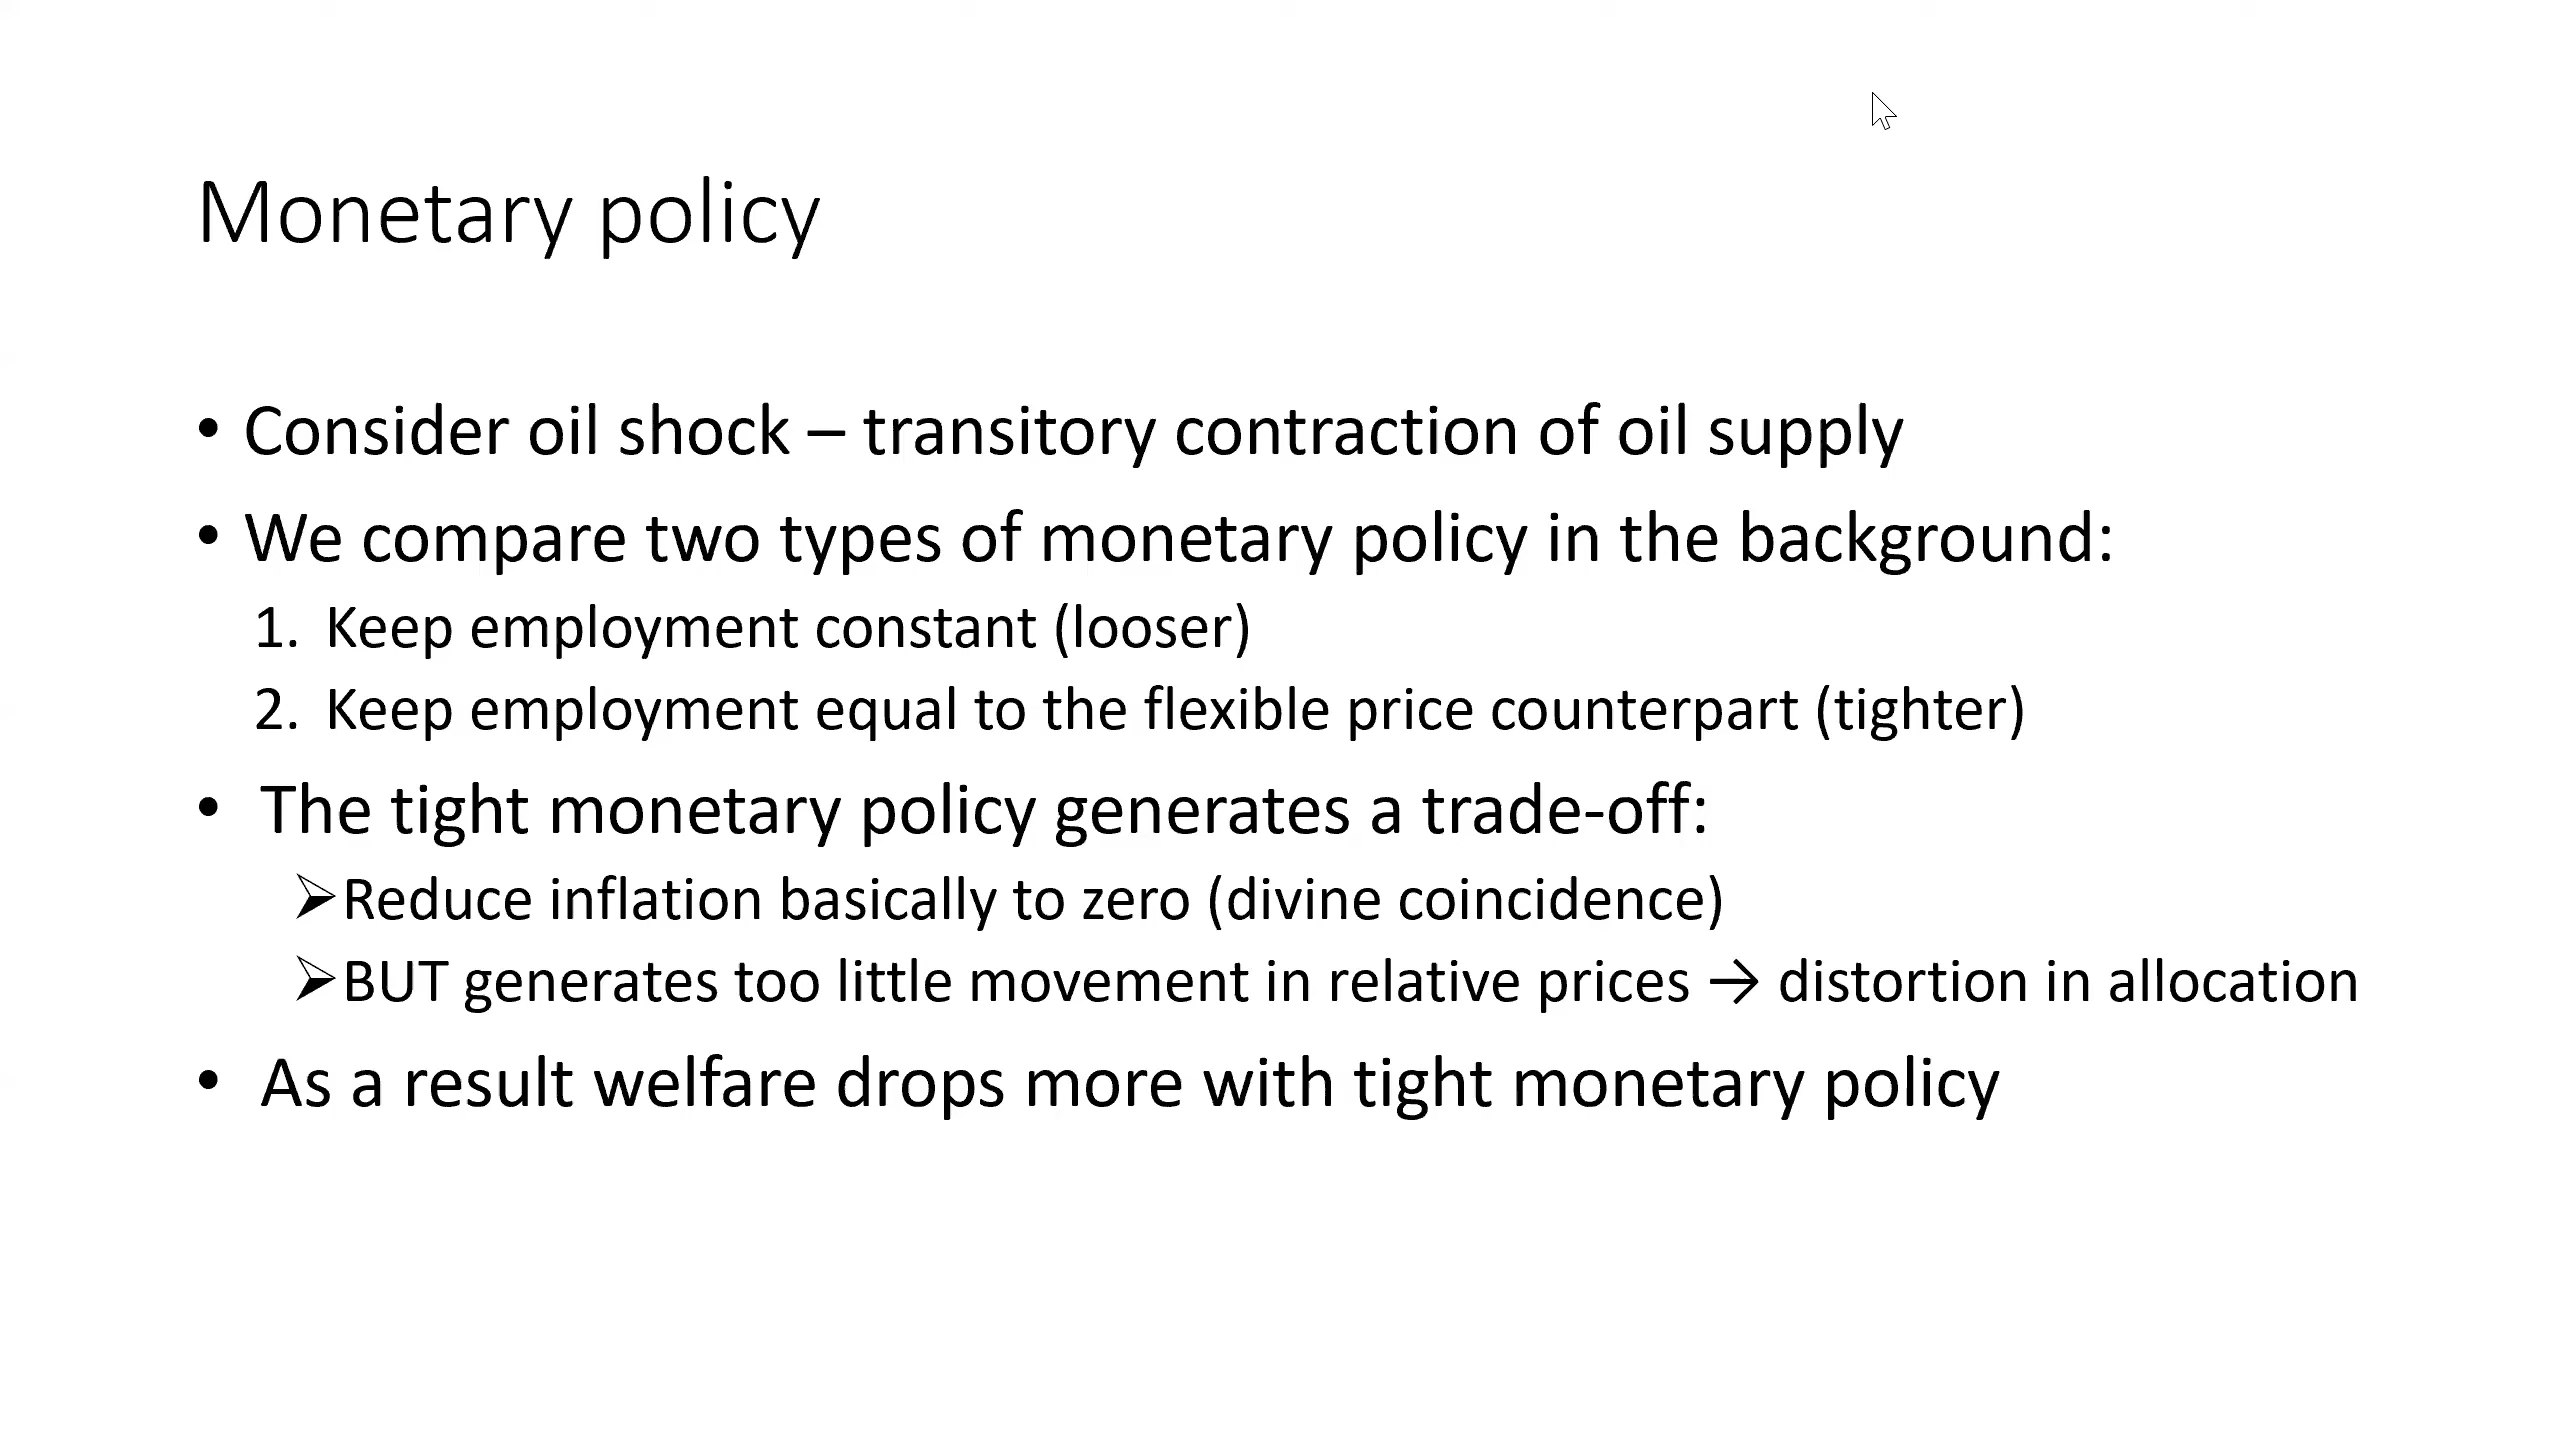 Monetary policy
• Consider oil shock – transitory contraction of oil supply
• We compare two types of monetary policy in the background:
1. Keep employment constant (looser)
2. Keep employment equal to the flexible price counterpart (tighter)
• The tight monetary policy generates a trade-off:
➢Reduce inflation basically to zero (divine coincidence)
➢BUT generates too little movement in relative prices → distortion in allocation
• As a result welfare drops more with tight monetary policy